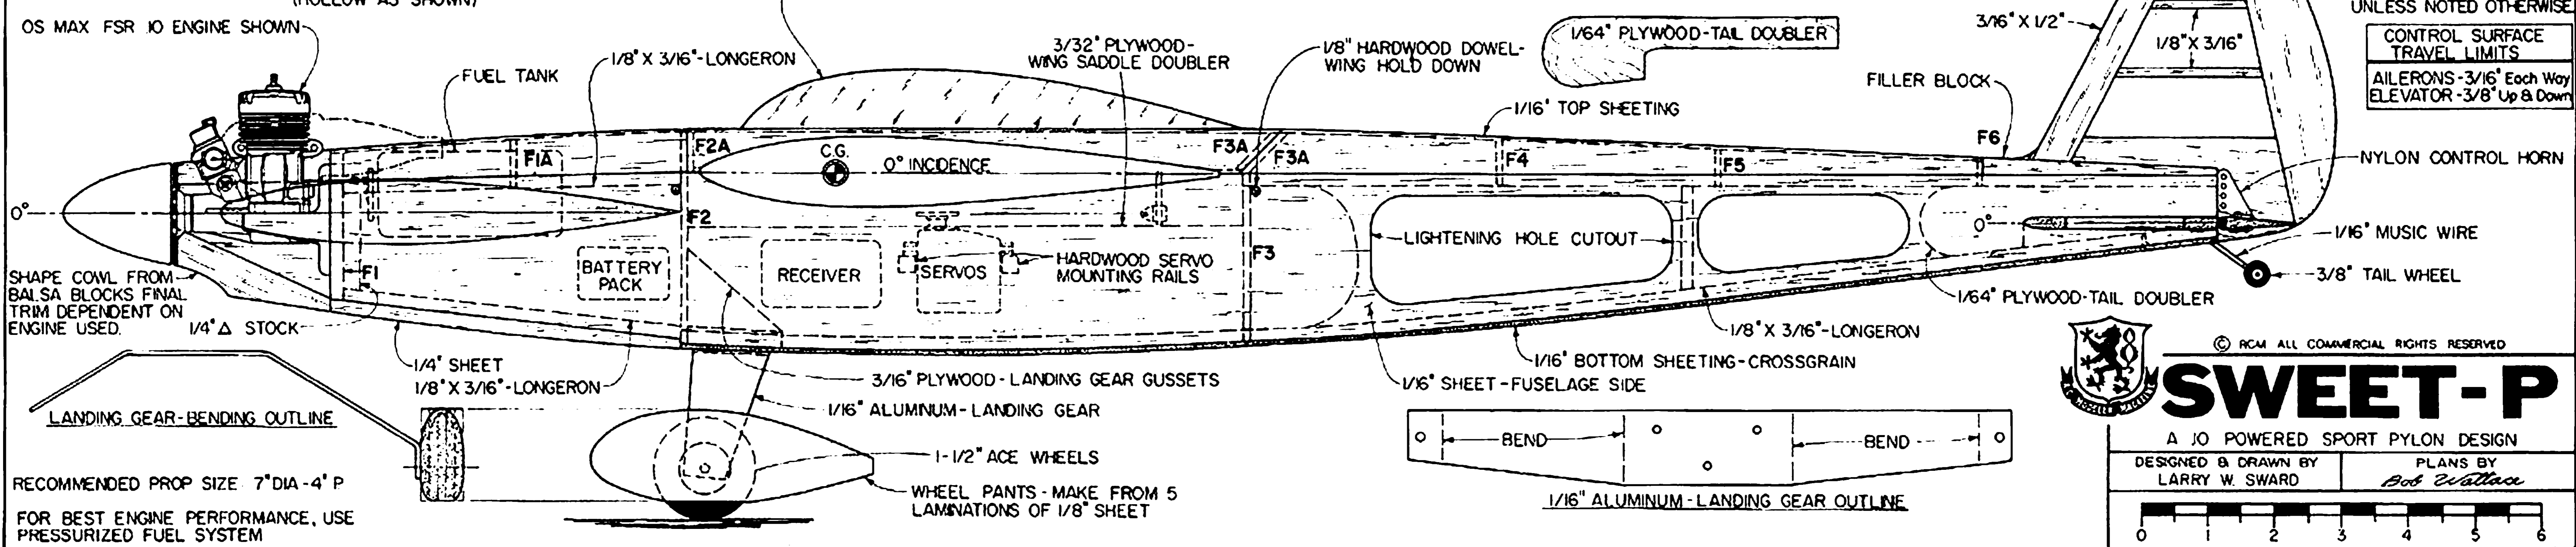 (HOLLOW AS SHOWN)
OS MAX FSR .10 ENGINE SHOWN
FUEL TANK
1/8" X 3/16"-LONGERON
3/32" PLYWOOD-
WING SADDLE DOUBLER
1/8" HARDWOOD DOWEL-
WING HOLD DOWN
1/64" PLYWOOD-TAIL DOUBLER
1/16" TOP SHEETING
FILLER BLOCK
3/16" X 1/2"
1/8" X 3/16"
UNLESS NOTED OTHERWISE
CONTROL SURFACE
TRAVEL LIMITS
AILERONS-3/16" Each Way
ELEVATOR-3/8" Up & Down
NYLON CONTROL HORN
F1A
F2A
C.G.
0° INCIDENCE
F3A
F3A
F4
F5
F6
0°
F2
F1
BATTERY
PACK
RECEIVER
SERVOS
HARDWOOD SERVO
MOUNTING RAILS
F3
LIGHTENING HOLE CUTOUT
0°
1/16" MUSIC WIRE
3/8" TAIL WHEEL
1/64" PLYWOOD-TAIL DOUBLER
SHAPE COWL FROM
BALSA BLOCKS FINAL
TRIM DEPENDENT ON
ENGINE USED.
1/4" Δ STOCK
1/4" SHEET
1/8" X 3/16"-LONGERON
3/16" PLYWOOD-LANDING GEAR GUSSETS
1/16" ALUMINUM-LANDING GEAR
1/8" X 3/16"-LONGERON
1/16" BOTTOM SHEETING-CROSSGRAIN
1/16" SHEET-FUSELAGE SIDE
LANDING GEAR-BENDING OUTLINE
1-1/2" ACE WHEELS
WHEEL PANTS-MAKE FROM 5
LAMINATIONS OF 1/8" SHEET
RECOMMENDED PROP SIZE 7" DIA-4" P
FOR BEST ENGINE PERFORMANCE, USE
PRESSURIZED FUEL SYSTEM
BEND
BEND
1/16" ALUMINUM-LANDING GEAR OUTLINE
© RCM ALL COMMERCIAL RIGHTS RESERVED
SWEET-P
A .10 POWERED SPORT PYLON DESIGN
DESIGNED & DRAWN BY
LARRY W. SWARD
PLANS BY
Bob Wallace
0 1 2 3 4 5 6